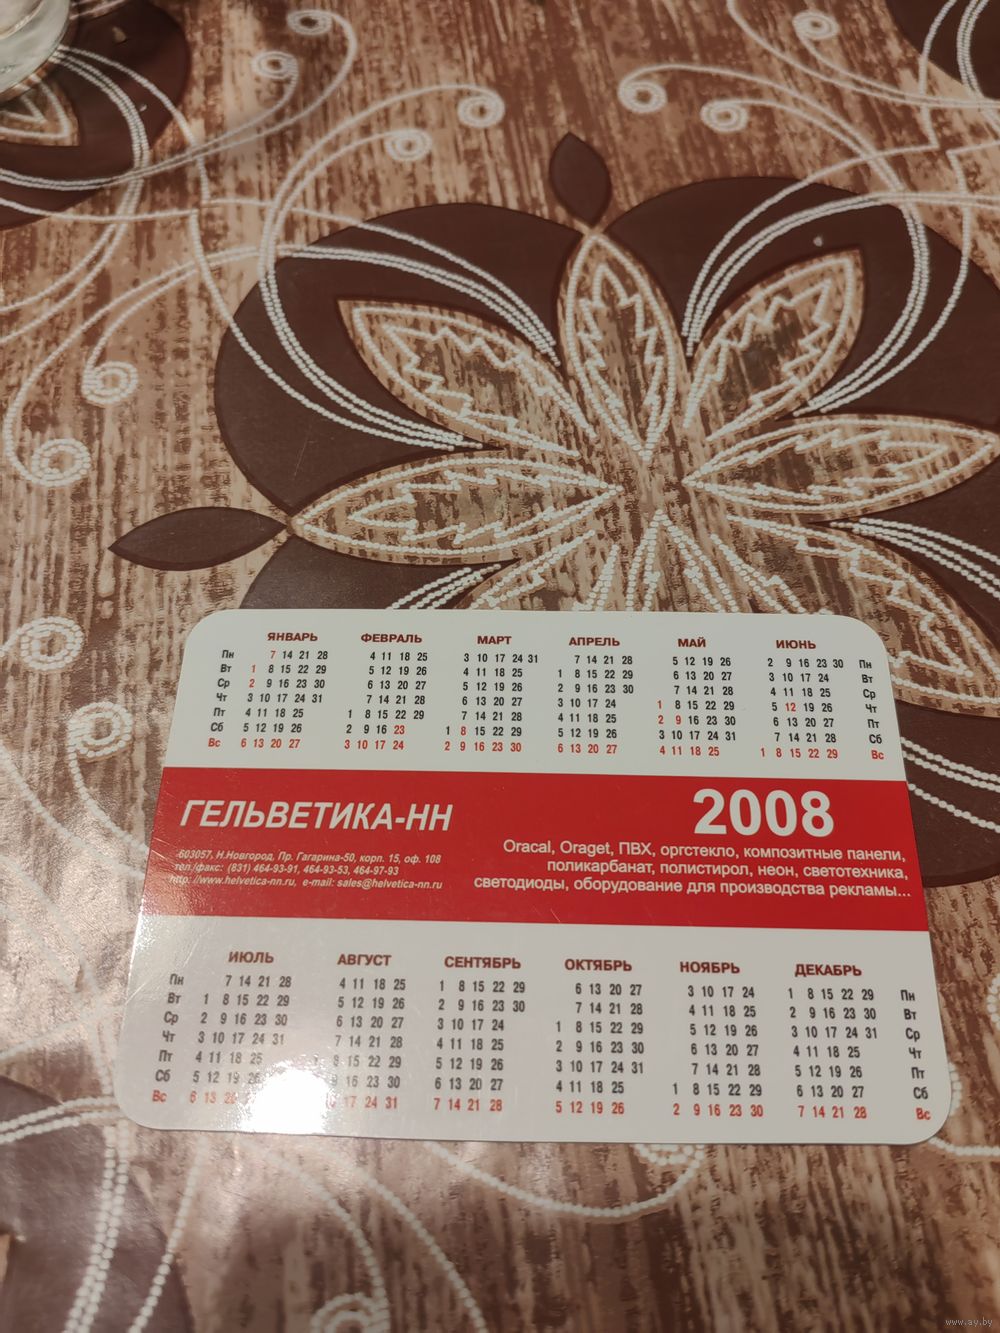 ЯНВАРЬ ФЕВРАЛЬ МАРТ АПРЕЛЬ МАЙ ИЮНЬ
Пн 7 14 21 28 4 11 18 25 3 10 17 24 31 7 14 21 28 5 12 19 26 2 9 16 23 30 Пн
Вт 1 8 15 22 29 5 12 19 26 4 11 18 25 1 8 15 22 29 6 13 20 27 3 10 17 24 Вт
Ср 2 9 16 23 30 6 13 20 27 5 12 19 26 2 9 16 23 30 7 14 21 28 4 11 18 25 Ср
Чт 3 10 17 24 31 7 14 21 28 6 13 20 27 3 10 17 24 1 8 15 22 29 5 12 19 26 Чт
Пт 4 11 18 25 1 8 15 22 29 7 14 21 28 4 11 18 25 2 9 16 23 30 6 13 20 27 Пт
Сб 5 12 19 26 2 9 16 23 1 8 15 22 29 5 12 19 26 3 10 17 24 31 7 14 21 28 Сб
Вс 6 13 20 27 3 10 17 24 2 9 16 23 30 6 13 20 27 4 11 18 25 1 8 15 22 29 Вс
ГЕЛЬВЕТИКА-НН
603057, Н.Новгород, Пр. Гагарина-50, корп. 15, оф. 108
тел./факс: (831) 464-93-91, 464-93-53, 464-97-93
http://www.helvetica-nn.ru, e-mail: sales@helvetica-nn.ru
2008
Oracal, Oraget, ПВХ, оргстекло, композитные панели,
поликарбанат, полистирол, неон, светотехника,
светодиоды, оборудование для производства рекламы...
ИЮЛЬ АВГУСТ СЕНТЯБРЬ ОКТЯБРЬ НОЯБРЬ ДЕКАБРЬ
Пн 7 14 21 28 4 11 18 25 1 8 15 22 29 6 13 20 27 3 10 17 24 1 8 15 22 29 Пн
Вт 1 8 15 22 29 5 12 19 26 2 9 16 23 30 7 14 21 28 4 11 18 25 2 9 16 23 30 Вт
Ср 2 9 16 23 30 6 13 20 27 3 10 17 24 1 8 15 22 29 5 12 19 26 3 10 17 24 31 Ср
Чт 3 10 17 24 31 7 14 21 28 4 11 18 25 2 9 16 23 30 6 13 20 27 4 11 18 25 Чт
Пт 4 11 18 25 8 15 22 29 5 12 19 26 3 10 17 24 31 7 14 21 28 5 12 19 26 Пт
Сб 5 12 19 26 9 16 23 30 6 13 20 27 4 11 18 25 1 8 15 22 29 6 13 20 27 Сб
Вс 6 13 17 24 31 7 14 21 28 5 12 19 26 2 9 16 23 30 7 14 21 28 Вс
www.ay.by